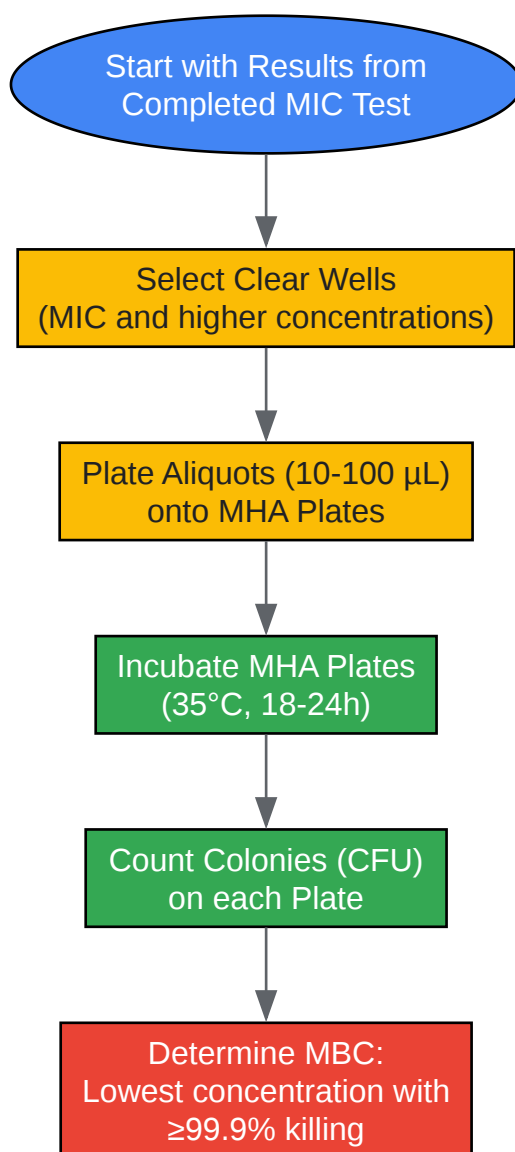 Start with Results from
Completed MIC Test
Select Clear Wells
(MIC and higher concentrations)
Plate Aliquots (10-100 µL)
onto MHA Plates
Incubate MHA Plates
(35°C, 18-24h)
Count Colonies (CFU)
on each Plate
Determine MBC:
Lowest concentration with
≥99.9% killing